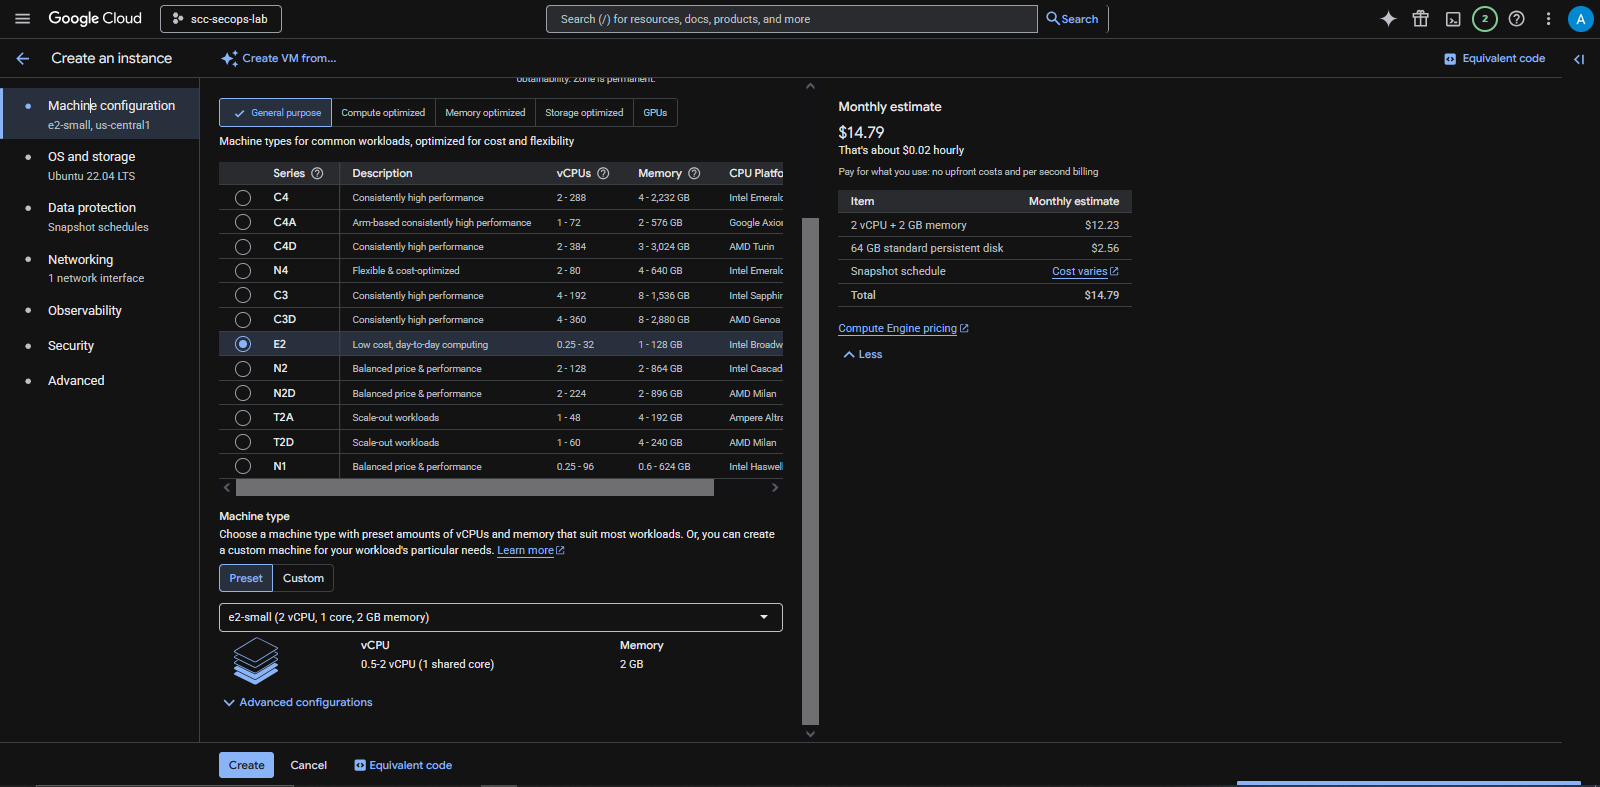 Google Cloud
scc-secops-lab
Search (/) for resources, docs, products, and more
Search
2
A
Create an instance
Create VM from...
Equivalent code
Machine configuration
e2-small, us-central1
OS and storage
Ubuntu 22.04 LTS
Data protection
Snapshot schedules
Networking
1 network interface
Observability
Security
Advanced
obtainability. Zone is permanent.
General purpose
Compute optimized
Memory optimized
Storage optimized
GPUs
Machine types for common workloads, optimized for cost and flexibility
Series Description vCPUs Memory CPU Platfo
C4 Consistently high performance 2 - 288 4 - 2,232 GB Intel Emerald
C4A Arm-based consistently high performance 1 - 72 2 - 576 GB Google Axion
C4D Consistently high performance 2 - 384 3 - 3,024 GB AMD Turin
N4 Flexible & cost-optimized 2 - 80 4 - 640 GB Intel Emerald
C3 Consistently high performance 4 - 192 8 - 1,536 GB Intel Sapphir
C3D Consistently high performance 4 - 360 8 - 2,880 GB AMD Genoa
E2 Low cost, day-to-day computing 0.25 - 32 1 - 128 GB Intel Broadw
N2 Balanced price & performance 2 - 128 2 - 864 GB Intel Cascad
N2D Balanced price & performance 2 - 224 2 - 896 GB AMD Milan
T2A Scale-out workloads 1 - 48 4 - 192 GB Ampere Altra
T2D Scale-out workloads 1 - 60 4 - 240 GB AMD Milan
N1 Balanced price & performance 0.25 - 96 0.6 - 624 GB Intel Haswell
Machine type
Choose a machine type with preset amounts of vCPUs and memory that suit most workloads. Or, you can create
a custom machine for your workload's particular needs. Learn more
Preset
Custom
e2-small (2 vCPU, 1 core, 2 GB memory)
vCPU
0.5-2 vCPU (1 shared core)
Memory
2 GB
Advanced configurations
Create
Cancel
Equivalent code
Monthly estimate
$14.79
That's about $0.02 hourly
Pay for what you use: no upfront costs and per second billing
Item Monthly estimate
2 vCPU + 2 GB memory $12.23
64 GB standard persistent disk $2.56
Snapshot schedule Cost varies
Total $14.79
Compute Engine pricing
Less